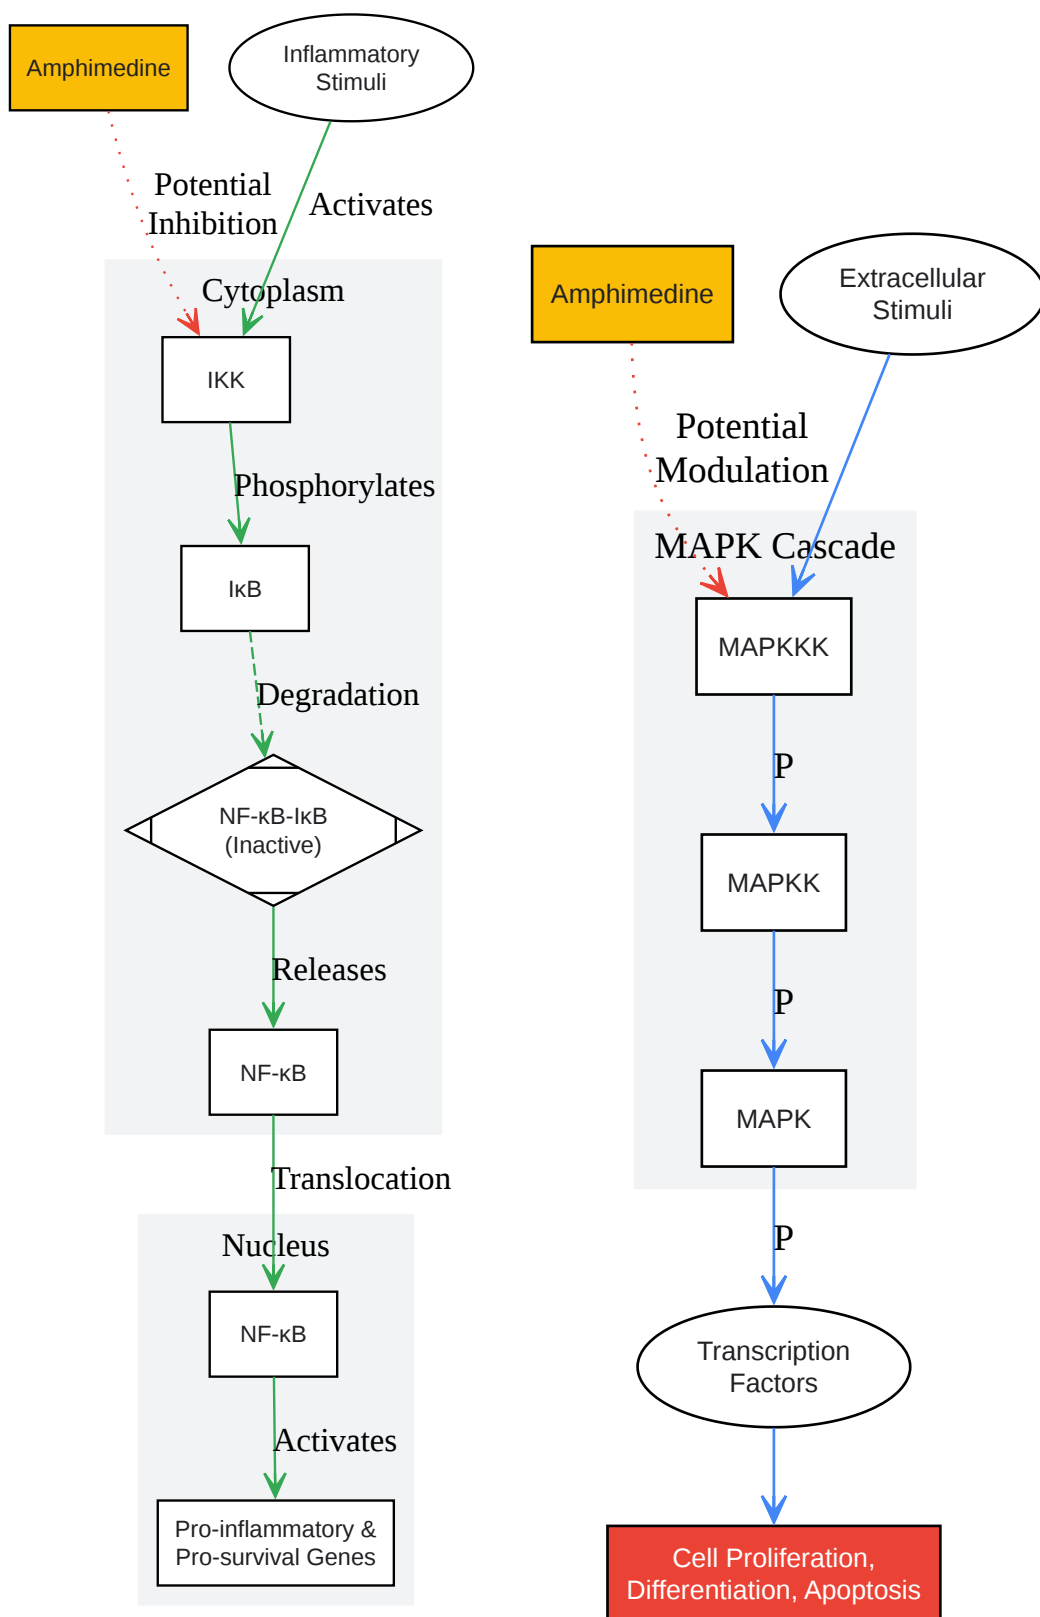 Amphimedine
Inflammatory
Stimuli
Potential
Inhibition
Activates
Cytoplasm
IKK
Phosphorylates
IκB
Degradation
NF-κB-IκB
(Inactive)
Releases
NF-κB
Translocation
Nucleus
NF-κB
Activates
Pro-inflammatory &
Pro-survival Genes
Amphimedine
Extracellular
Stimuli
Potential
Modulation
MAPK Cascade
MAPKKK
P
MAPKK
P
MAPK
P
Transcription
Factors
Cell Proliferation,
Differentiation, Apoptosis